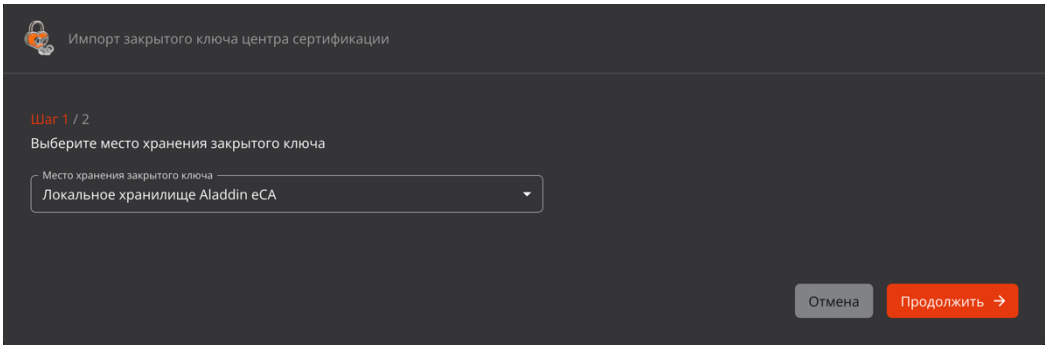 Импорт закрытого ключа центра сертификации
Шаг 1 / 2
Выберите место хранения закрытого ключа
Место хранения закрытого ключа
Локальное хранилище Aladdin eCA
Отмена
Продолжить →